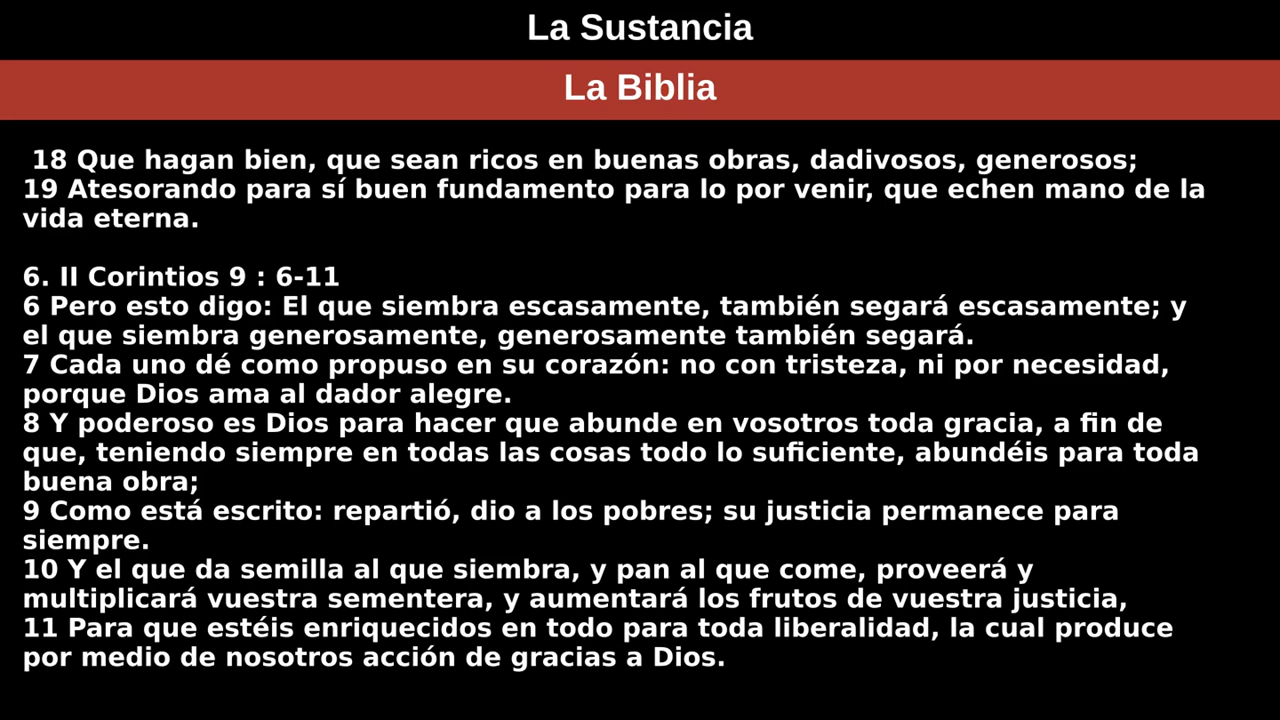 La Sustancia
La Biblia
18 Que hagan bien, que sean ricos en buenas obras, dadivosos, generosos;
19 Atesorando para sí buen fundamento para lo por venir, que echen mano de la
vida eterna.
6. II Corintios 9 : 6-11
6 Pero esto digo: El que siembra escasamente, también segará escasamente; y
el que siembra generosamente, generosamente también segará.
7 Cada uno dé como propuso en su corazón: no con tristeza, ni por necesidad,
porque Dios ama al dador alegre.
8 Y poderoso es Dios para hacer que abunde en vosotros toda gracia, a fin de
que, teniendo siempre en todas las cosas todo lo suficiente, abundéis para toda
buena obra;
9 Como está escrito: repartió, dio a los pobres; su justicia permanece para
siempre.
10 Y el que da semilla al que siembra, y pan al que come, proveerá y
multiplicará vuestra sementera, y aumentará los frutos de vuestra justicia,
11 Para que estéis enriquecidos en todo para toda liberalidad, la cual produce
por medio de nosotros acción de gracias a Dios.